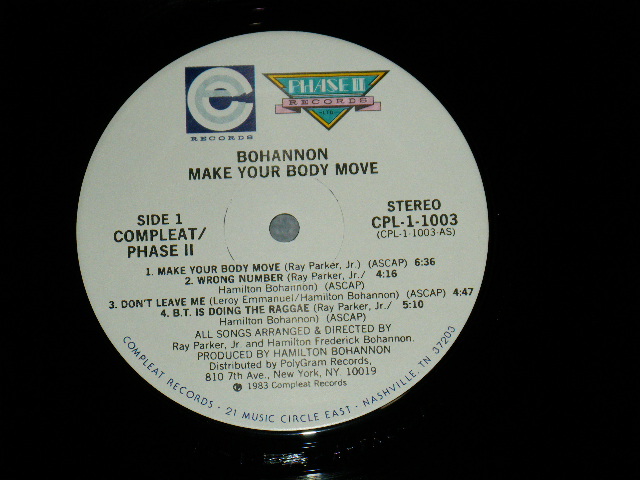 RECORDS
PHASE II
RECORDS
LTD.
BOHANNON
MAKE YOUR BODY MOVE
SIDE 1
COMPLEAT/
PHASE II
STEREO
CPL-1-1003
(CPL-1-1003-AS)
1. MAKE YOUR BODY MOVE (Ray Parker, Jr.) (ASCAP) 6:36
2. WRONG NUMBER (Ray Parker, Jr./ 4:16
Hamilton Bohannon) (ASCAP)
3. DON'T LEAVE ME (Leroy Emmanuel/Hamilton Bohannon) (ASCAP) 4:47
4. B.T. IS DOING THE RAGGAE (Ray Parker, Jr./ 5:10
Hamilton Bohannon) (ASCAP)
ALL SONGS ARRANGED & DIRECTED BY
Ray Parker, Jr. and Hamilton Frederick Bohannon.
PRODUCED BY HAMILTON BOHANNON
Distributed by PolyGram Records,
810 7th Ave., New York, NY. 10019
℗ 1983 Compleat Records
COMPLEAT RECORDS - 21 MUSIC CIRCLE EAST - NASHVILLE, TN 37203